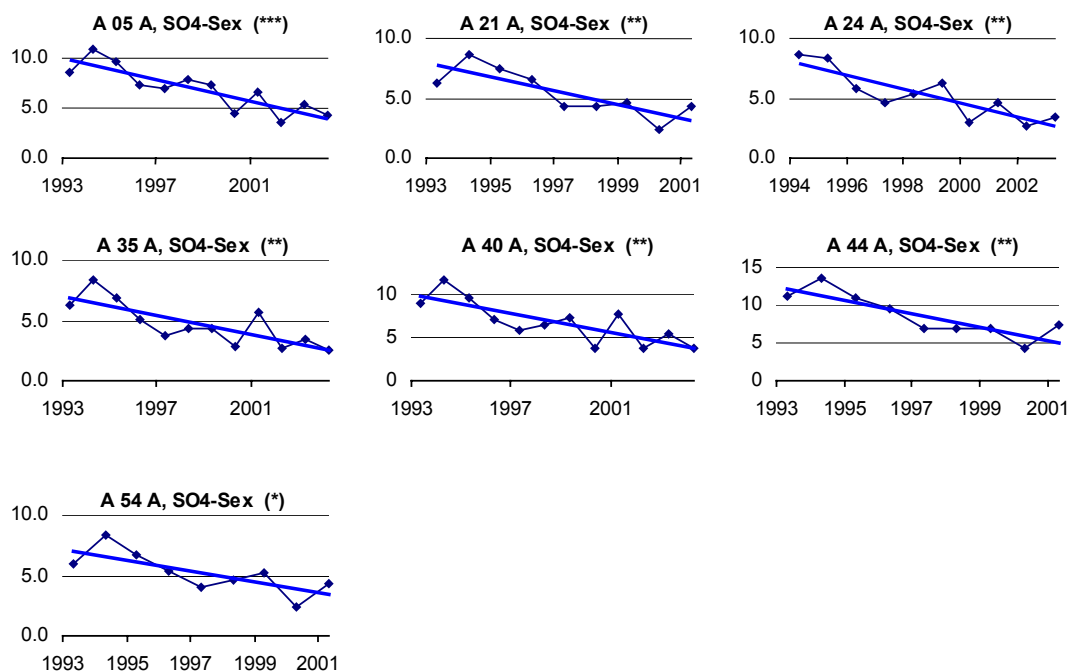 A 05 A, SO4-Sex (***)
10.0
5.0
0.0
1993 1997 2001
A 21 A, SO4-Sex (**)
10.0
5.0
0.0
1993 1995 1997 1999 2001
A 24 A, SO4-Sex (**)
10.0
5.0
0.0
1994 1996 1998 2000 2002
A 35 A, SO4-Sex (**)
10.0
5.0
0.0
1993 1997 2001
A 40 A, SO4-Sex (**)
10
5
0
1993 1997 2001
A 44 A, SO4-Sex (**)
15
10
5
0
1993 1995 1997 1999 2001
A 54 A, SO4-Sex (*)
10.0
5.0
0.0
1993 1995 1997 1999 2001